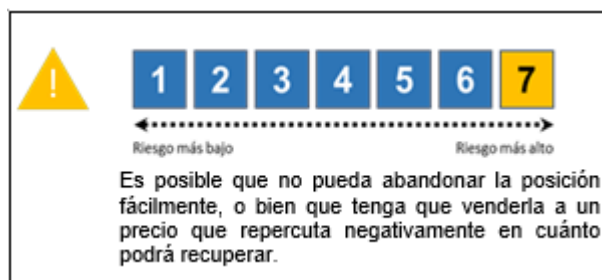 !
1 2 3 4 5 6 7
Riesgo más bajo Riesgo más alto
Es posible que no pueda abandonar la posición
fácilmente, o bien que tenga que venderla a un
precio que repercuta negativamente en cuánto
podrá recuperar.